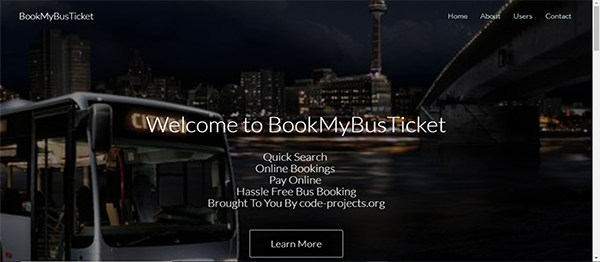 BookMyBusTicket
Home About Users Contact
Welcome to BookMyBusTicket
Quick Search
Online Bookings
Pay Online
Hassle Free Bus Booking
Brought To You By code-projects.org
Learn More